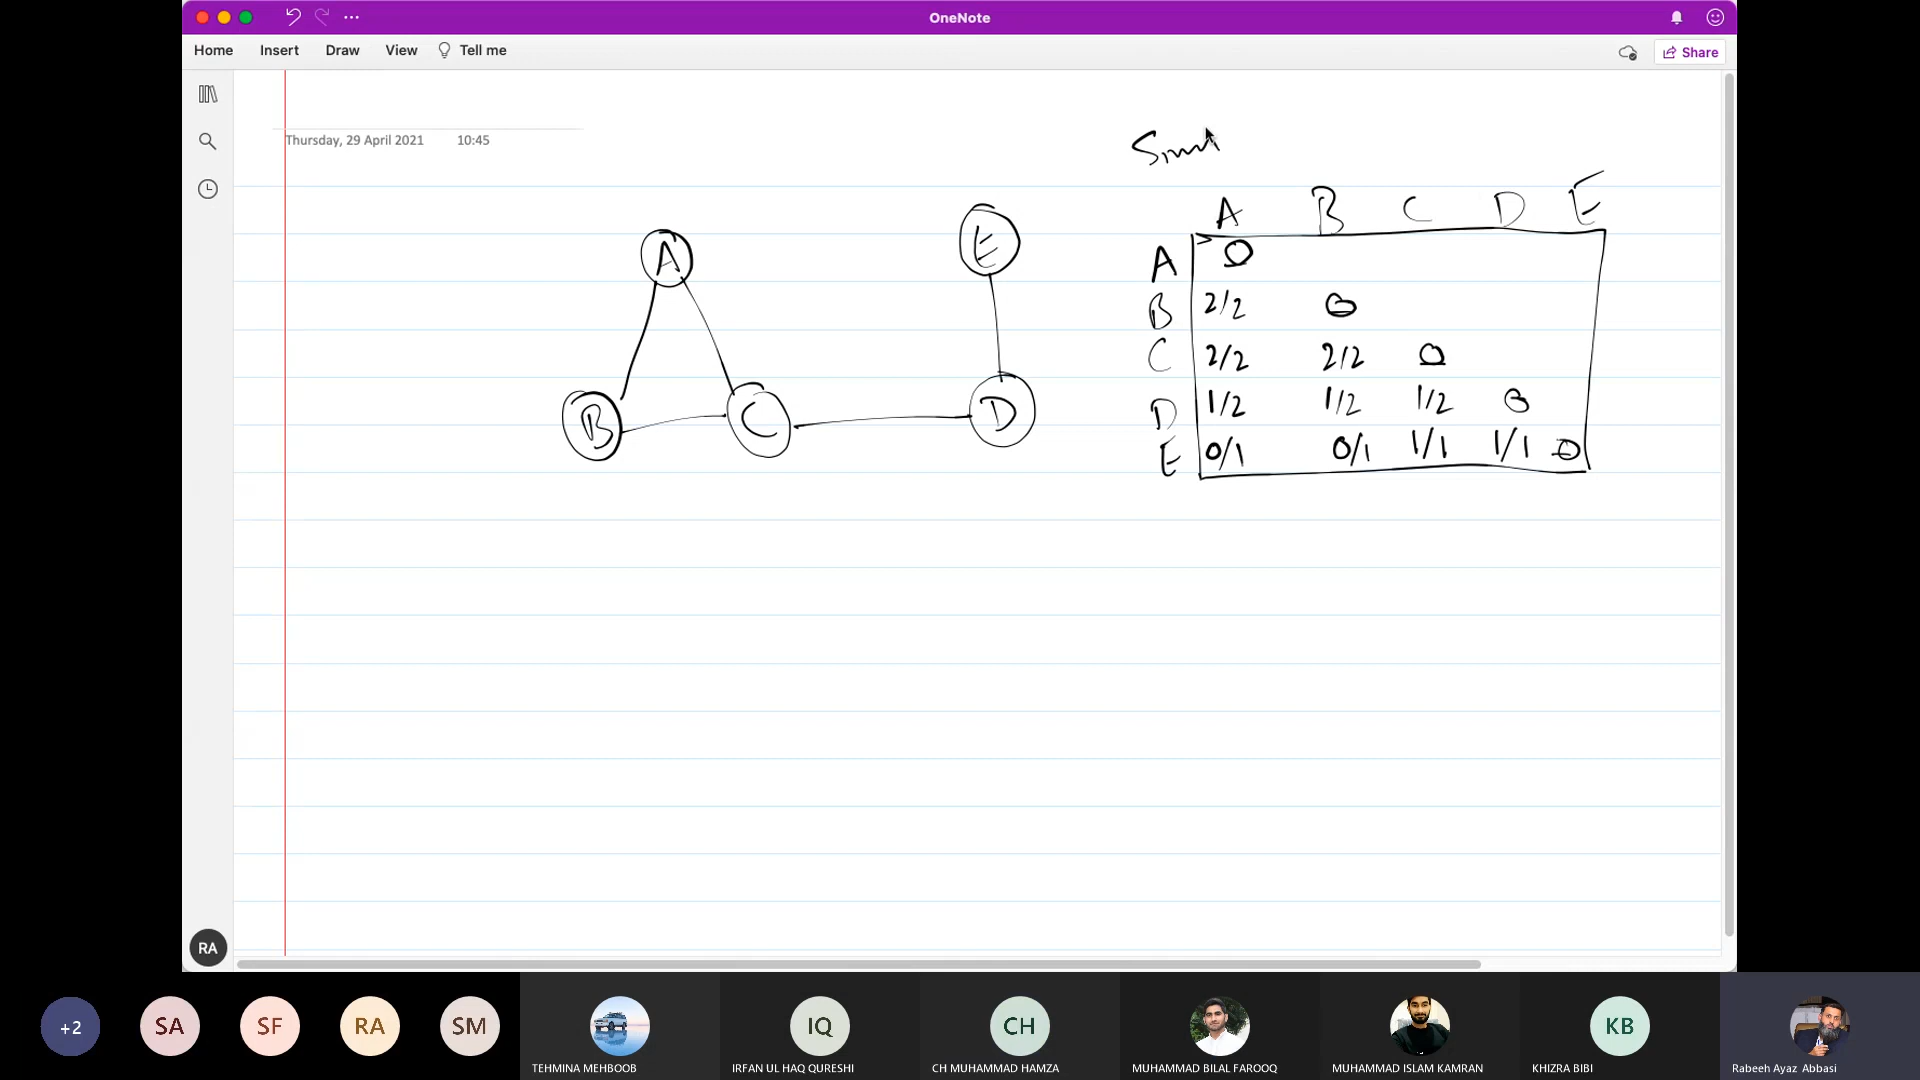 OneNote
Home Insert Draw View Tell me Share
Thursday, 29 April 2021 10:45
A B C D E
A 0
B 2/2 0
C 2/2 2/2 0
D 1/2 1/2 1/2 0
E 0/1 0/1 1/1 1/1 0
A
E
B
C
D
RA
+2 SA SF RA SM IQ CH KB
TEHMINA MEHBOOB IRFAN UL HAQ QURESHI CH MUHAMMAD HAMZA MUHAMMAD BILAL FAROOQ MUHAMMAD ISLAM KAMRAN KHIZRA BIBI Rabeeh Ayaz Abbasi